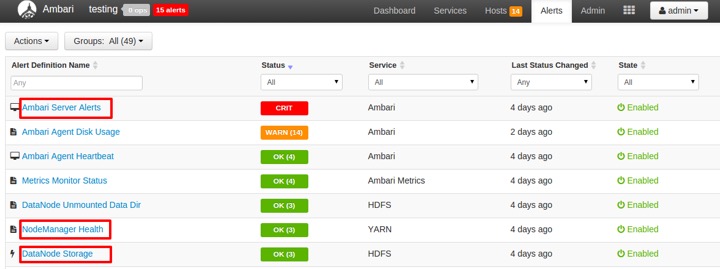 Ambari testing 0 ops 15 alerts Dashboard Services Hosts 14 Alerts Admin admin
Actions Groups: All (49)
Alert Definition Name Status Service Last Status Changed State
Any All All Any All
Ambari Server Alerts CRIT Ambari 4 days ago Enabled
Ambari Agent Disk Usage WARN (14) Ambari 2 days ago Enabled
Ambari Agent Heartbeat OK (4) Ambari 4 days ago Enabled
Metrics Monitor Status OK (4) Ambari Metrics 4 days ago Enabled
DataNode Unmounted Data Dir OK (3) HDFS 4 days ago Enabled
NodeManager Health OK (3) YARN 4 days ago Enabled
DataNode Storage OK (3) HDFS 4 days ago Enabled